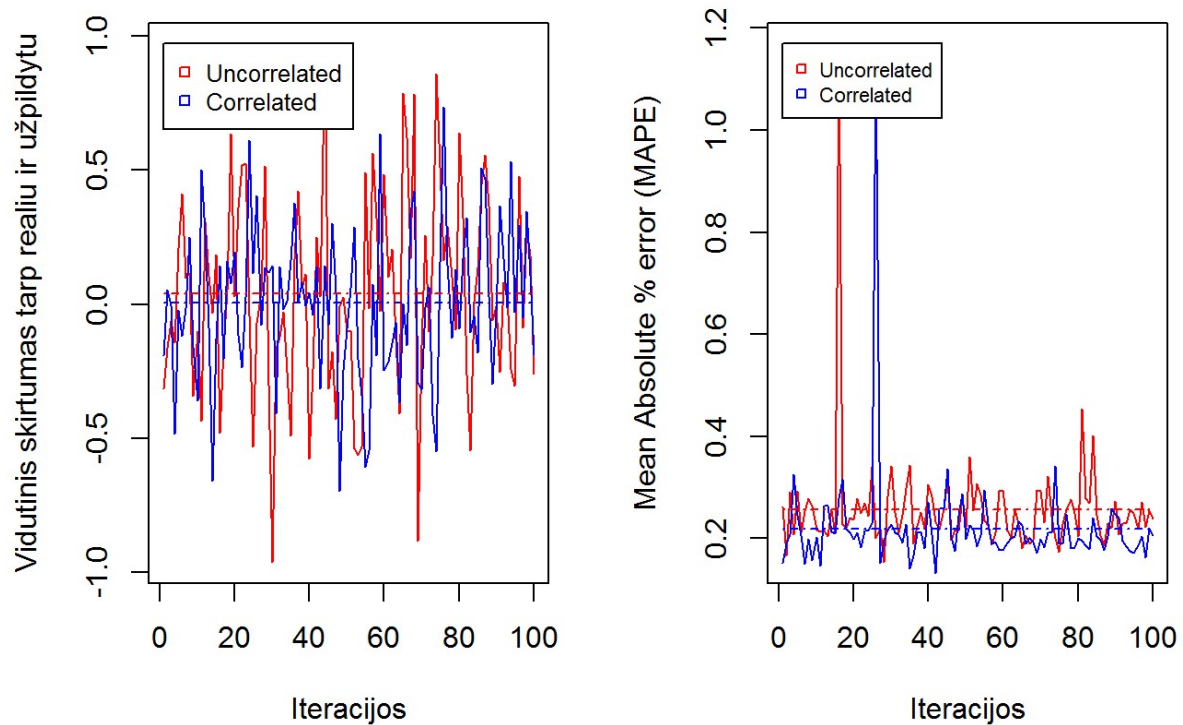 Vidutinis skirtumas tarp realiu ir užpildytu
1.0
0.5
0.0
-0.5
-1.0
Uncorrelated
Correlated
0 20 40 60 80 100
Iteracijos
Mean Absolute % error (MAPE)
1.2
1.0
0.8
0.6
0.4
0.2
Uncorrelated
Correlated
0 20 40 60 80 100
Iteracijos